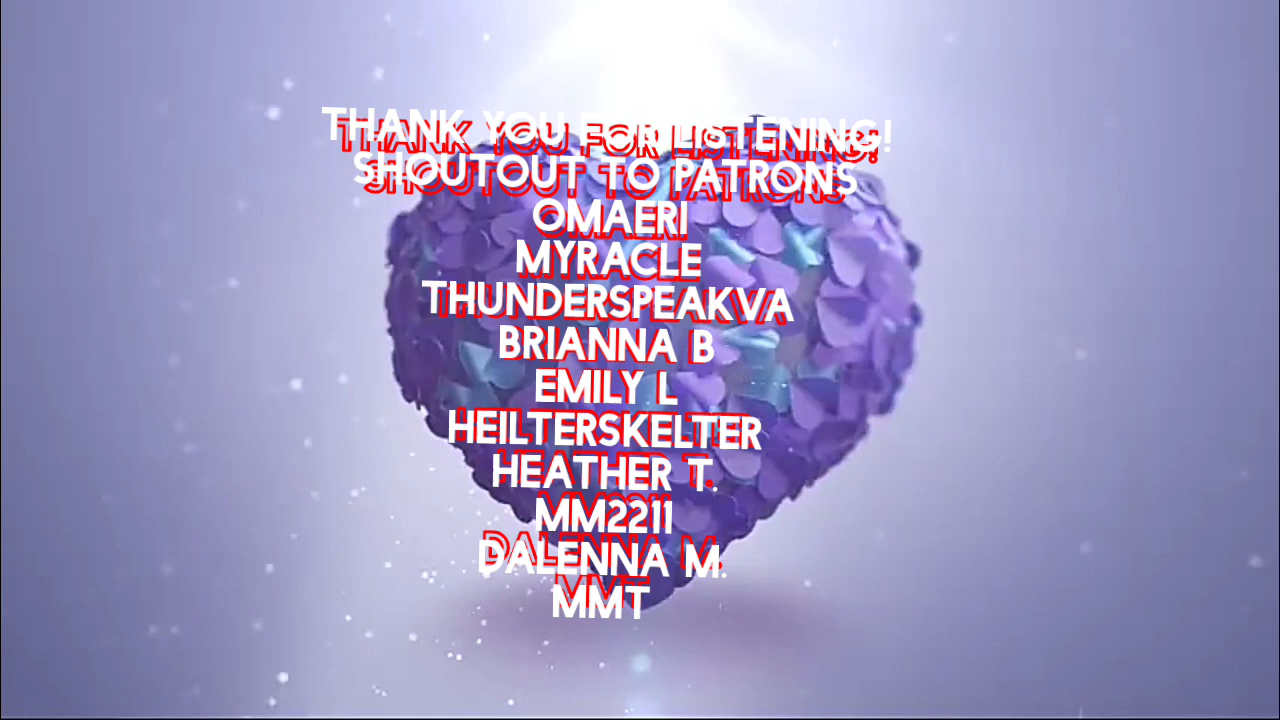 THANK YOU FOR LISTENING!
SHOUTOUT TO PATRONS
OMAERI
MYRACLE
THUNDERSPEAKVA
BRIANNA B
EMILY L
HEILTERSKELTER
HEATHER T.
MM2211
DALENNA M.
MMT